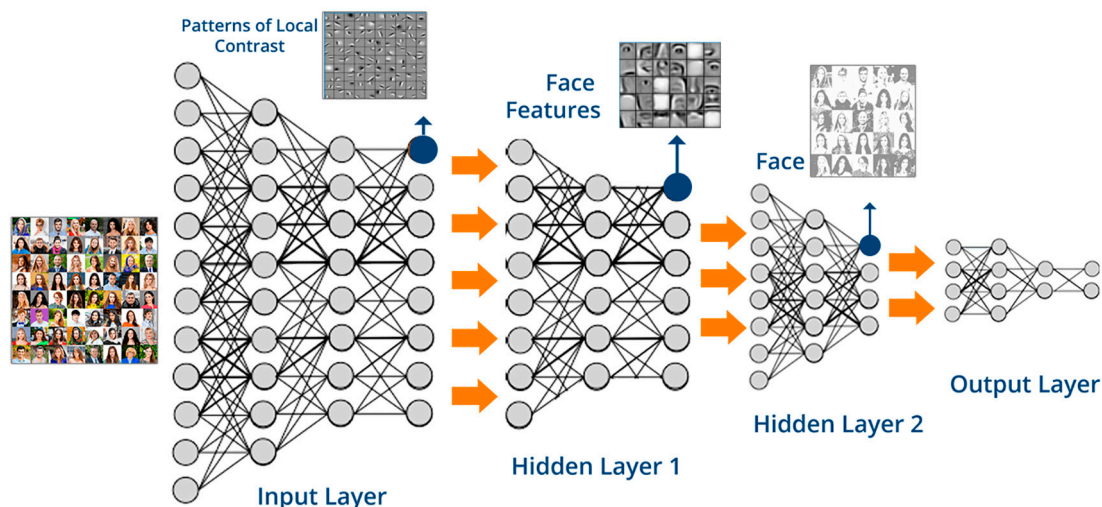 Patterns of Local
Contrast
Face
Features
Face
Input Layer
Hidden Layer 1
Hidden Layer 2
Output Layer